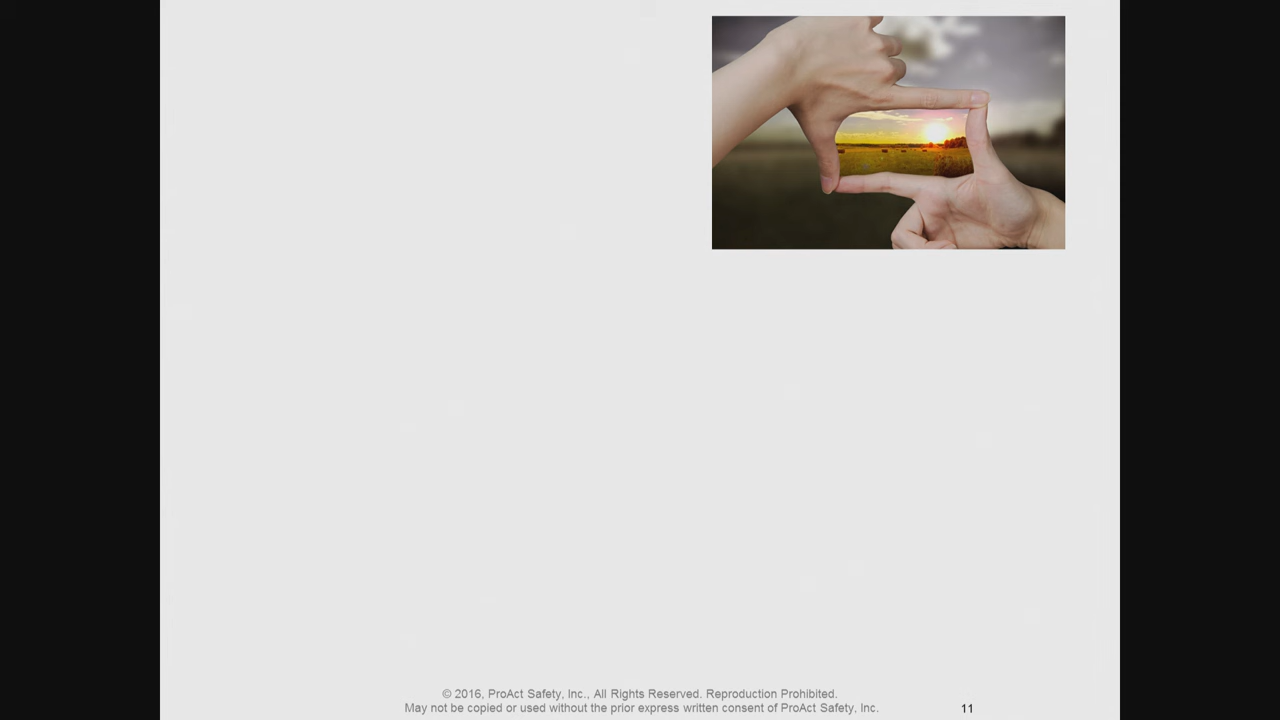 © 2016, ProAct Safety, Inc., All Rights Reserved. Reproduction Prohibited.
May not be copied or used without the prior express written consent of ProAct Safety, Inc.
11